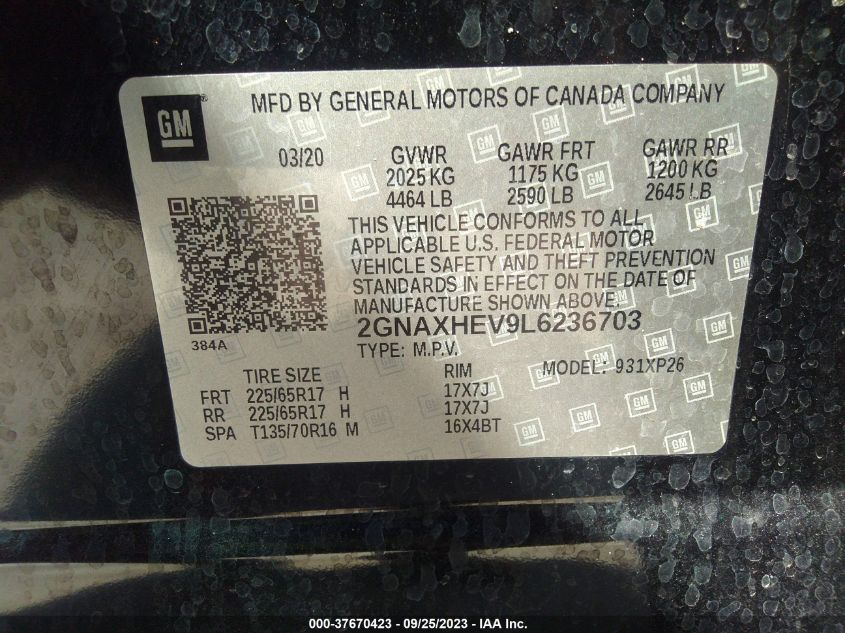 GM
MFD BY GENERAL MOTORS OF CANADA COMPANY
03/20 GVWR GAWR FRT GAWR RR
2025 KG 1175 KG 1200 KG
4464 LB 2590 LB 2645 LB
THIS VEHICLE CONFORMS TO ALL
APPLICABLE U.S. FEDERAL MOTOR
VEHICLE SAFETY AND THEFT PREVENTION
STANDARDS IN EFFECT ON THE DATE OF
MANUFACTURE SHOWN ABOVE.
384A
2GNAXHEV9L6236703
TYPE: M.P.V. MODEL: 931XP26
TIRE SIZE RIM
FRT 225/65R17 H 17X7J
RR 225/65R17 H 17X7J
SPA T135/70R16 M 16X4BT
000-37670423 - 09/25/2023 - IAA Inc.